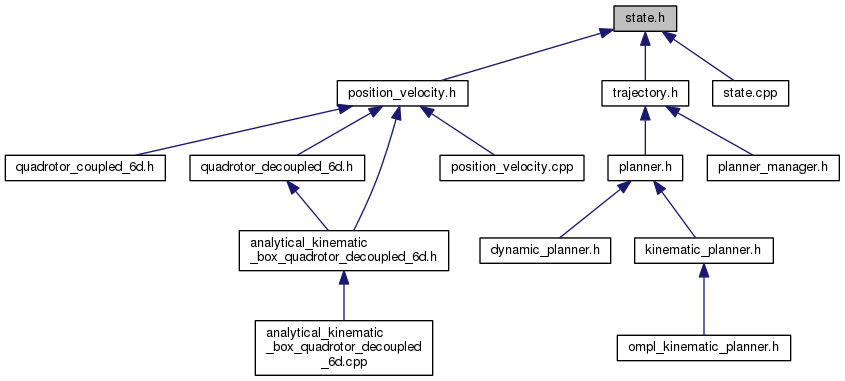 state.h
position_velocity.h
trajectory.h
state.cpp
quadrotor_coupled_6d.h
quadrotor_decoupled_6d.h
position_velocity.cpp
planner.h
planner_manager.h
analytical_kinematic
_box_quadrotor_decoupled_6d.h
dynamic_planner.h
kinematic_planner.h
analytical_kinematic
_box_quadrotor_decoupled
_6d.cpp
ompl_kinematic_planner.h